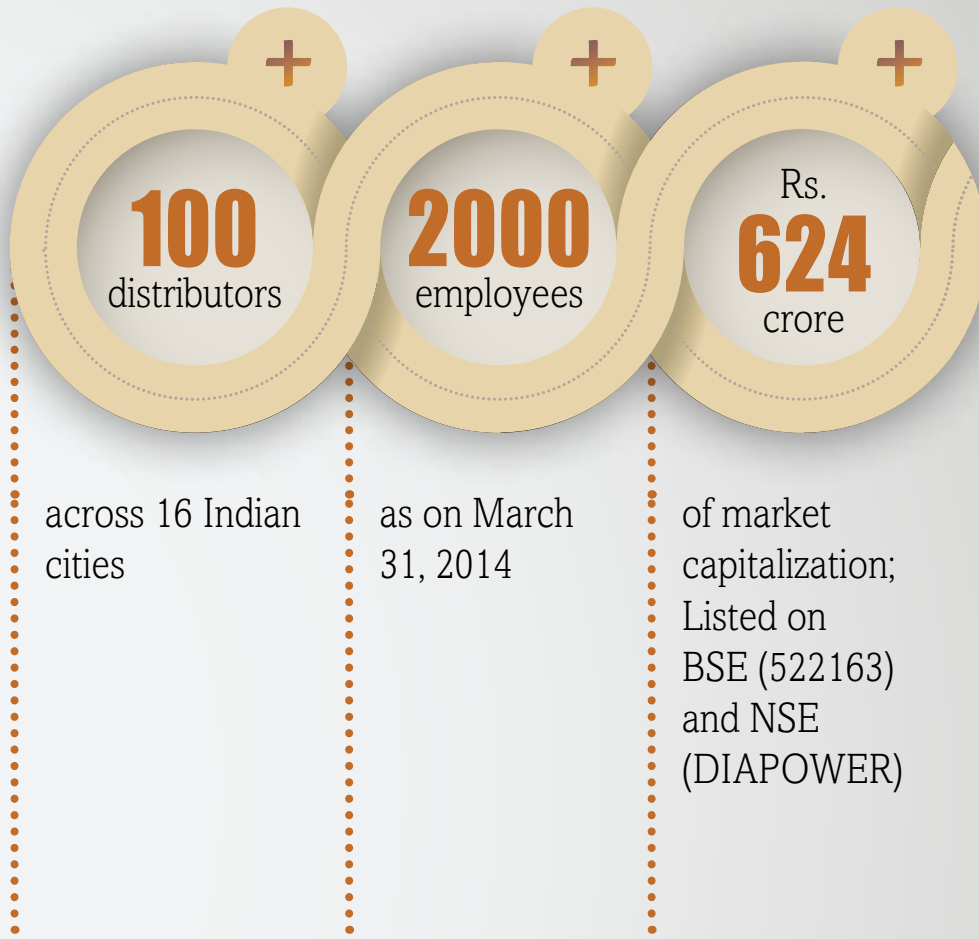 +
100
distributors
across 16 Indian
cities
+
2000
employees
as on March
31, 2014
+
Rs.
624
crore
of market
capitalization;
Listed on
BSE (522163)
and NSE
(DIAPOWER)